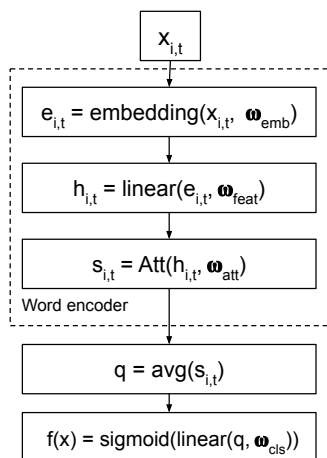 x_{i,t}
e_{i,t} = embedding(x_{i,t}, ω_{emb})
h_{i,t} = linear(e_{i,t}, ω_{feat})
s_{i,t} = Att(h_{i,t}, ω_{att})
Word encoder
q = avg(s_{i,t})
f(x) = sigmoid(linear(q, ω_{cls}))